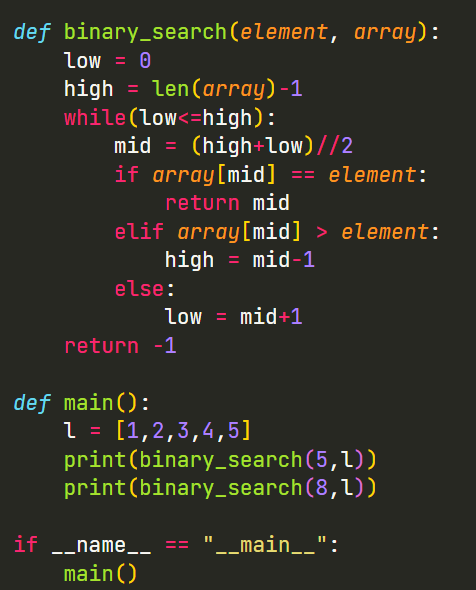 def binary_search(element, array):
    low = 0
    high = len(array)-1
    while(low<=high):
        mid = (high+low)//2
        if array[mid] == element:
            return mid
        elif array[mid] > element:
            high = mid-1
        else:
            low = mid+1
    return -1

def main():
    l = [1,2,3,4,5]
    print(binary_search(5,l))
    print(binary_search(8,l))

if __name__ == "__main__":
    main()